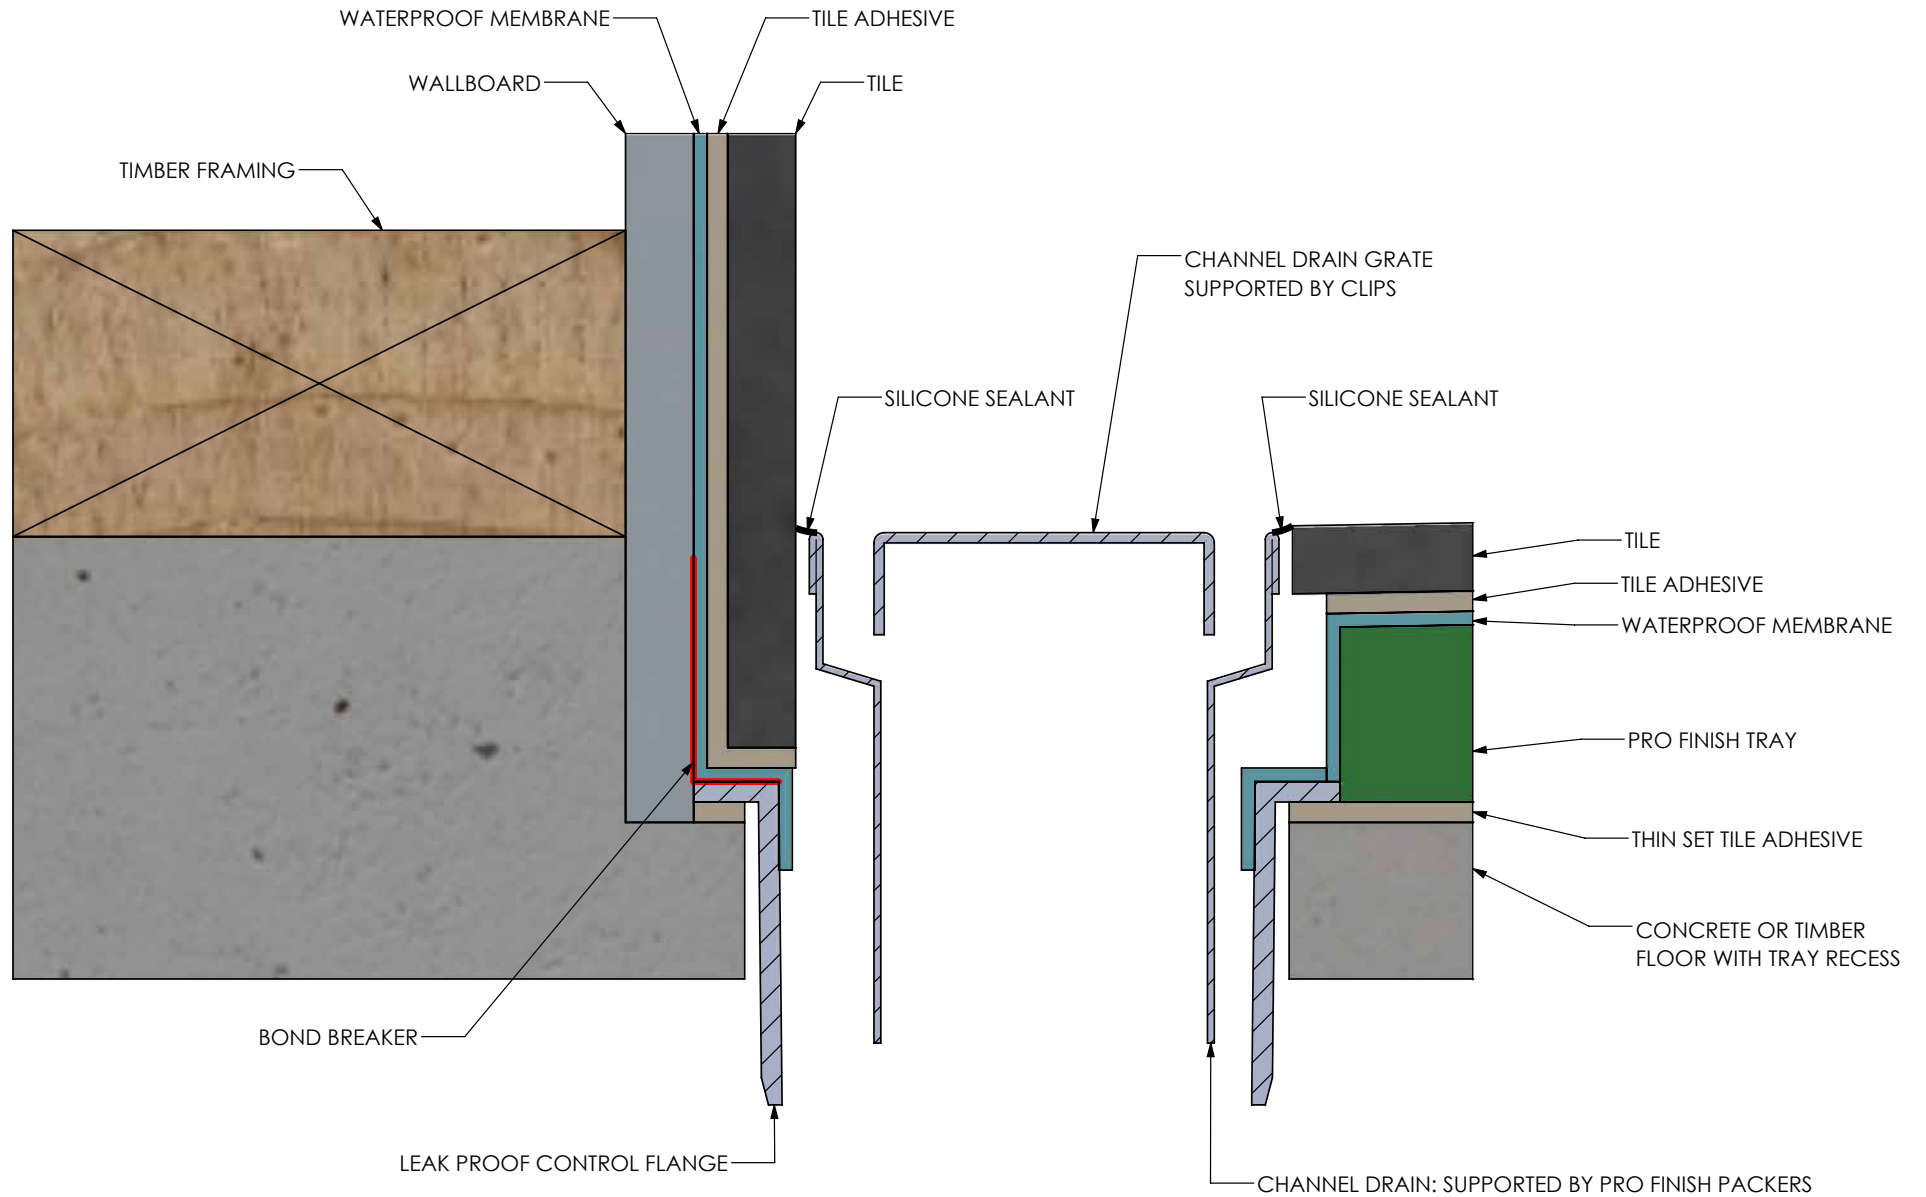 WATERPROOF MEMBRANE
TILE ADHESIVE
WALLBOARD
TILE
TIMBER FRAMING
CHANNEL DRAIN GRATE
SUPPORTED BY CLIPS
SILICONE SEALANT
SILICONE SEALANT
TILE
TILE ADHESIVE
WATERPROOF MEMBRANE
PRO FINISH TRAY
THIN SET TILE ADHESIVE
CONCRETE OR TIMBER
FLOOR WITH TRAY RECESS
BOND BREAKER
LEAK PROOF CONTROL FLANGE
CHANNEL DRAIN: SUPPORTED BY PRO FINISH PACKERS